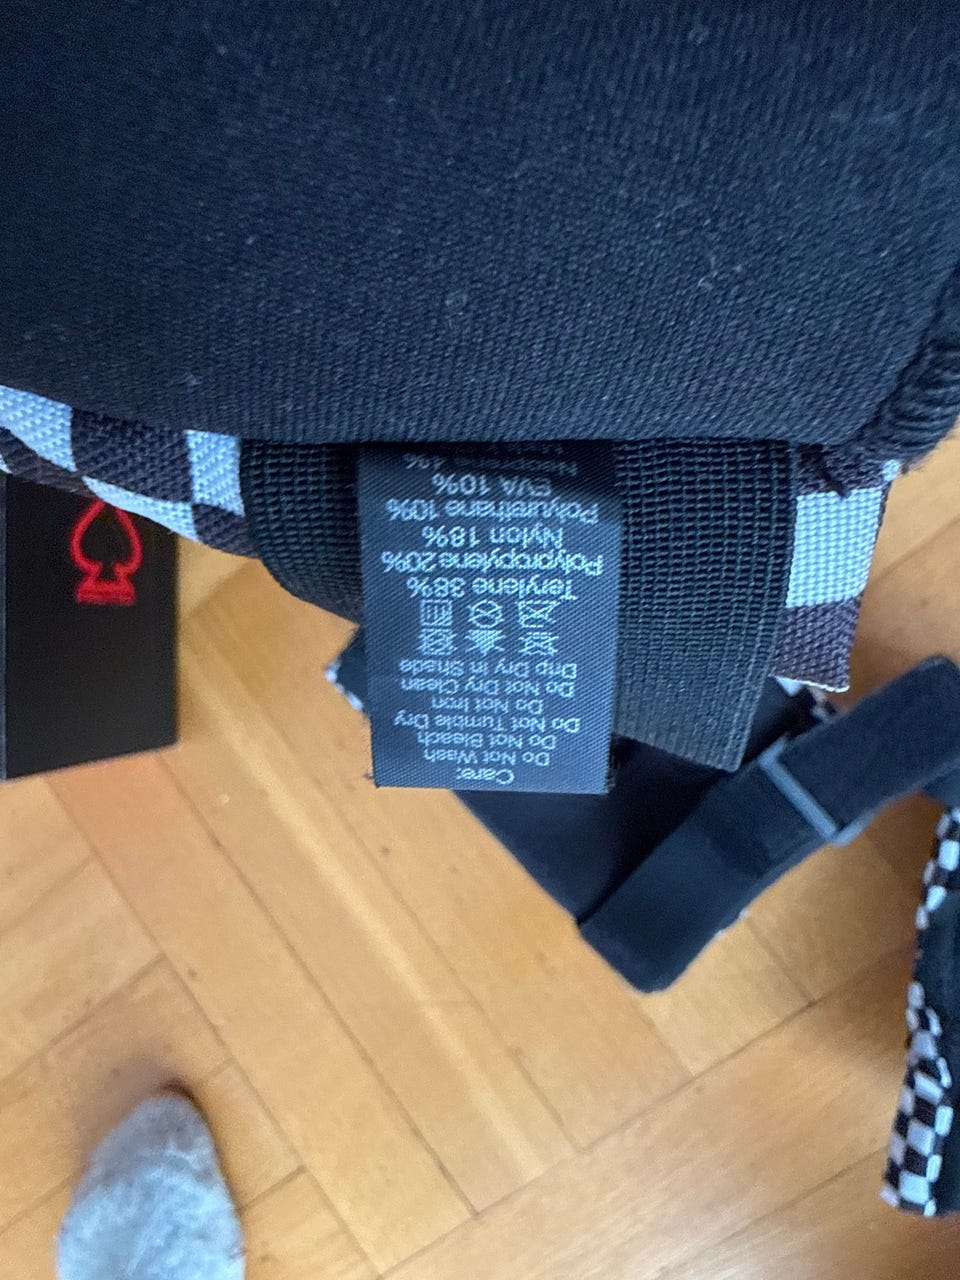 Care:
Do Not Wash
Do Not Bleach
Do Not Tumble Dry
Do Not Iron
Do Not Dry Clean
Drip Dry in Shade
Terylene 38%
Polypropylene 20%
Nylon 18%
Polyurethane 10%
EVA 10%